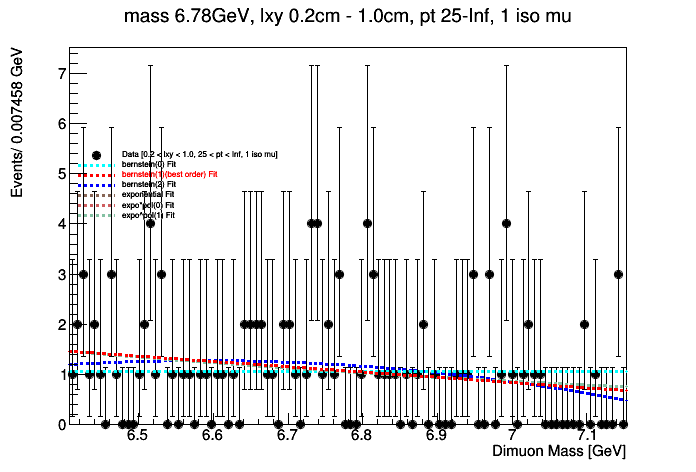 mass 6.78GeV, lxy 0.2cm - 1.0cm, pt 25-Inf, 1 iso mu
Events/ 0.007458 GeV
7
6
5
4
3
2
1
0
Data [0.2 < lxy < 1.0, 25 < pt < Inf, 1 iso mu]
bernstein(0) Fit
bernstein(1)(best order) Fit
bernstein(2) Fit
exponential Fit
expo*pol(0) Fit
expo*pol(1) Fit
6.5 6.6 6.7 6.8 6.9 7 7.1
Dimuon Mass [GeV]